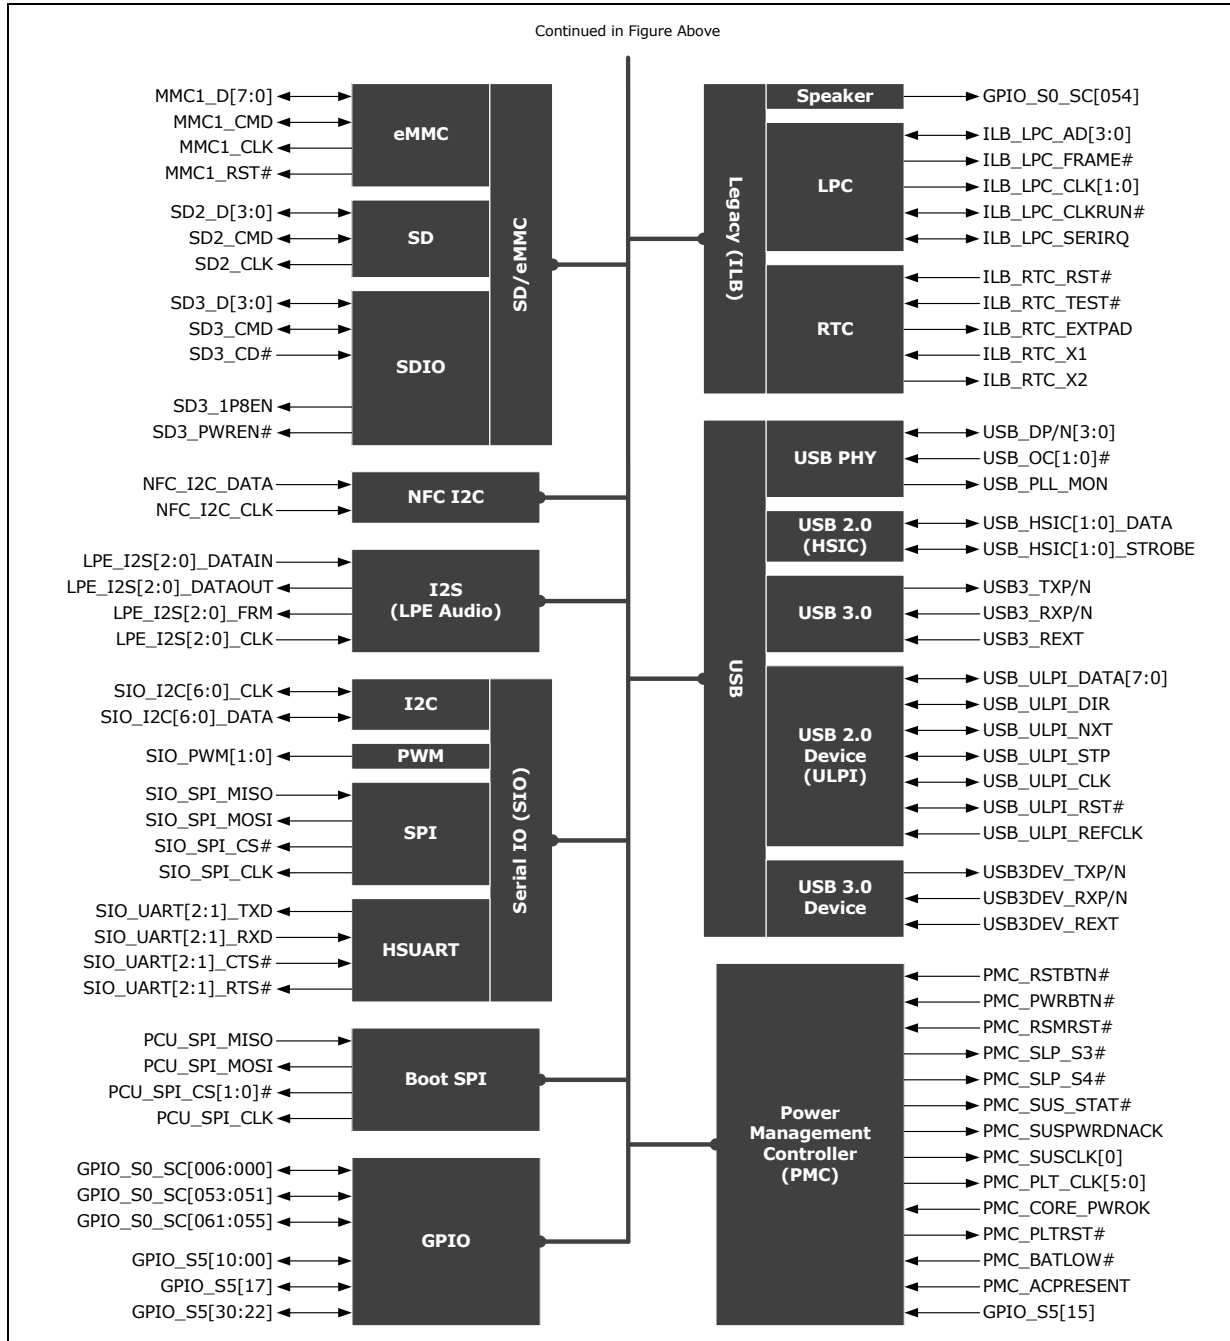 Continued in Figure Above
MMC1_D[7:0]
MMC1_CMD
MMC1_CLK
MMC1_RST#
eMMC
SD2_D[3:0]
SD2_CMD
SD2_CLK
SD
SD3_D[3:0]
SD3_CMD
SD3_CD#
SD3_1P8EN
SD3_PWREN#
SDIO
SD/eMMC
NFC_I2C_DATA
NFC_I2C_CLK
NFC I2C
LPE_I2S[2:0]_DATAIN
LPE_I2S[2:0]_DATAOUT
LPE_I2S[2:0]_FRM
LPE_I2S[2:0]_CLK
I2S
(LPE Audio)
SIO_I2C[6:0]_CLK
SIO_I2C[6:0]_DATA
I2C
SIO_PWM[1:0]
PWM
SIO_SPI_MISO
SIO_SPI_MOSI
SIO_SPI_CS#
SIO_SPI_CLK
SPI
SIO_UART[2:1]_TXD
SIO_UART[2:1]_RXD
SIO_UART[2:1]_CTS#
SIO_UART[2:1]_RTS#
HSUART
Serial IO (SIO)
PCU_SPI_MISO
PCU_SPI_MOSI
PCU_SPI_CS[1:0]#
PCU_SPI_CLK
Boot SPI
GPIO_S0_SC[006:000]
GPIO_S0_SC[053:051]
GPIO_S0_SC[061:055]
GPIO_S5[10:00]
GPIO_S5[17]
GPIO_S5[30:22]
GPIO
Legacy (ILB)
Speaker
GPIO_S0_SC[054]
LPC
ILB_LPC_AD[3:0]
ILB_LPC_FRAME#
ILB_LPC_CLK[1:0]
ILB_LPC_CLKRUN#
ILB_LPC_SERIRQ
RTC
ILB_RTC_RST#
ILB_RTC_TEST#
ILB_RTC_EXTPAD
ILB_RTC_X1
ILB_RTC_X2
USB
USB PHY
USB_DP/N[3:0]
USB_OC[1:0]#
USB_PLL_MON
USB 2.0
(HSIC)
USB_HSIC[1:0]_DATA
USB_HSIC[1:0]_STROBE
USB 3.0
USB3_TXP/N
USB3_RXP/N
USB3_REXT
USB 2.0
Device
(ULPI)
USB_ULPI_DATA[7:0]
USB_ULPI_DIR
USB_ULPI_NXT
USB_ULPI_STP
USB_ULPI_CLK
USB_ULPI_RST#
USB_ULPI_REFCLK
USB 3.0
Device
USB3DEV_TXP/N
USB3DEV_RXP/N
USB3DEV_REXT
Power
Management
Controller
(PMC)
PMC_RSTBTN#
PMC_PWRBTN#
PMC_RSMRST#
PMC_SLP_S3#
PMC_SLP_S4#
PMC_SUS_STAT#
PMC_SUSPWRDNACK
PMC_SUSCLK[0]
PMC_PLT_CLK[5:0]
PMC_CORE_PWROK
PMC_PLTRST#
PMC_BATLOW#
PMC_ACPRESENT
GPIO_S5[15]